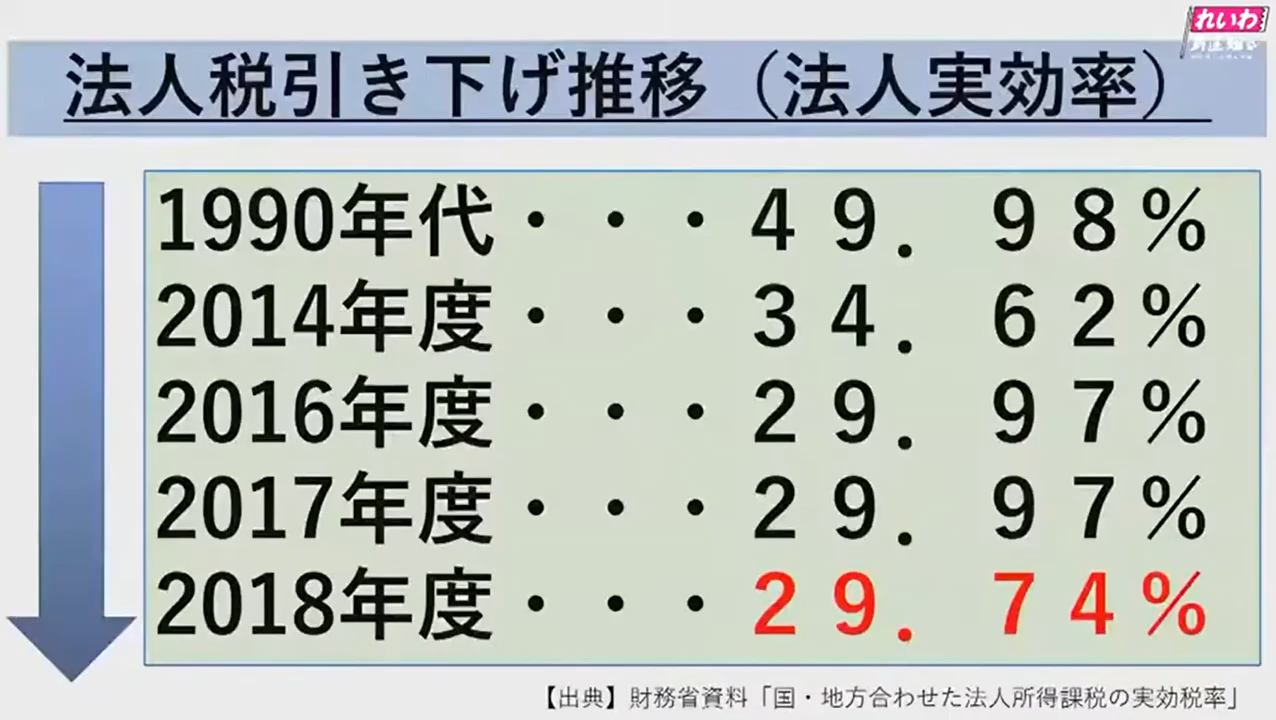 れいわ
法人税引き下げ推移（法人実効率）
1990年代・・・４９．９８％
2014年度・・・３４．６２％
2016年度・・・２９．９７％
2017年度・・・２９．９７％
2018年度・・・２９．７４％
【出典】財務省資料「国・地方合わせた法人所得課税の実効税率」